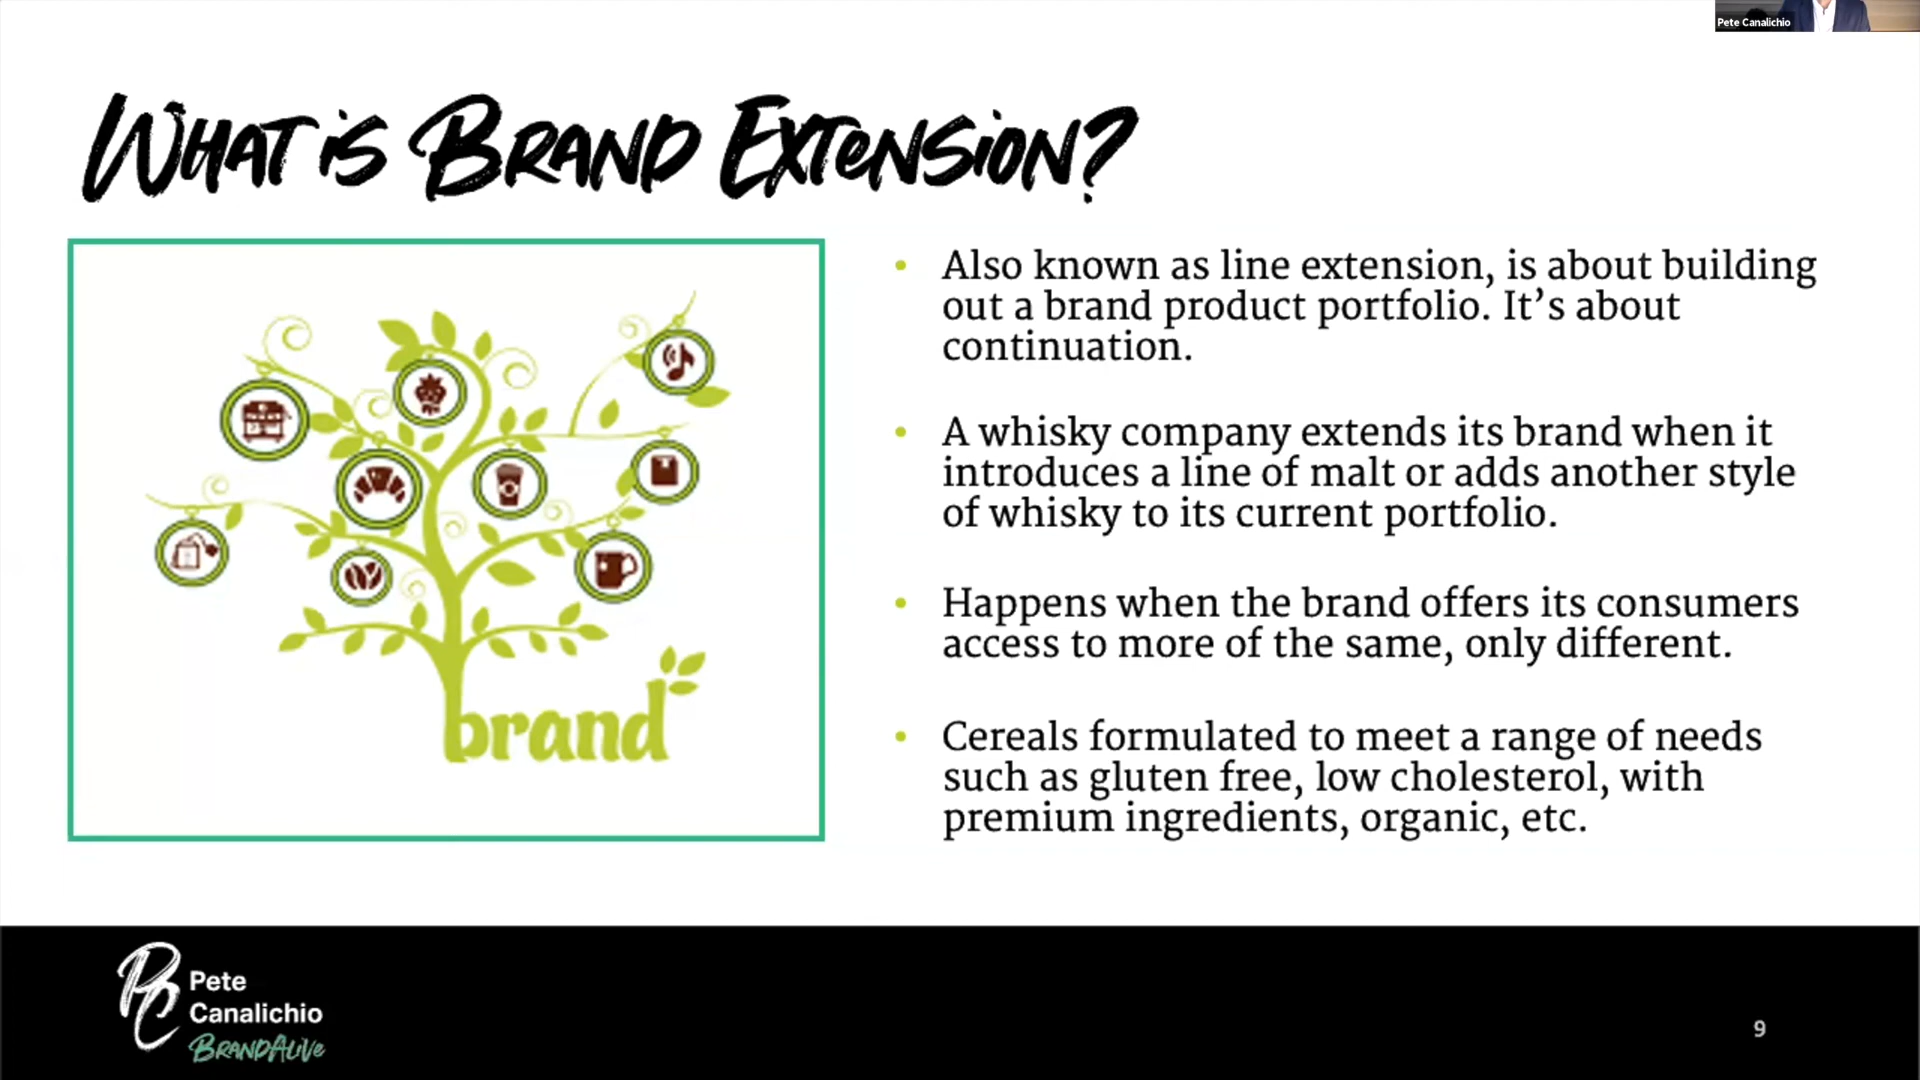 Pete Canalichio
What is Brand Extension?
• Also known as line extension, is about building
out a brand product portfolio. It’s about
continuation.
• A whisky company extends its brand when it
introduces a line of malt or adds another style
of whisky to its current portfolio.
• Happens when the brand offers its consumers
access to more of the same, only different.
• Cereals formulated to meet a range of needs
such as gluten free, low cholesterol, with
premium ingredients, organic, etc.
brand
PC
Pete
Canalichio
BRANDALiVe
9